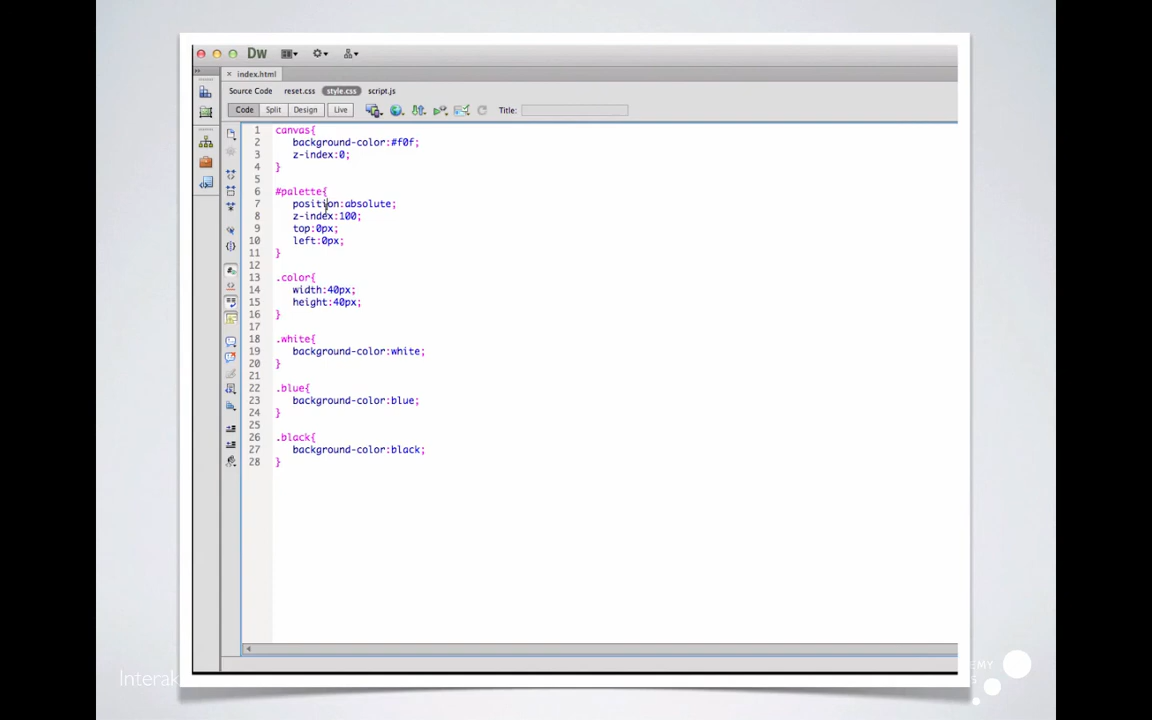 Dw
index.html
Source Code reset.css style.css script.js
Code Split Design Live Title:
1 canvas{
2 background-color:#f0f;
3 z-index:0;
4 }
5
6 #palette{
7 position:absolute;
8 z-index:100;
9 top:0px;
10 left:0px;
11 }
12
13 .color{
14 width:40px;
15 height:40px;
16 }
17
18 .white{
19 background-color:white;
20 }
21
22 .blue{
23 background-color:blue;
24 }
25
26 .black{
27 background-color:black;
28 }
Interak
EMY
S